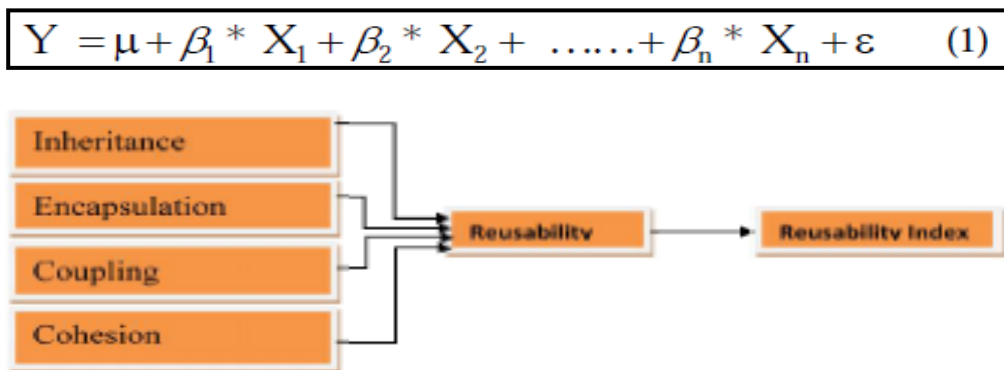 Y = μ + β₁ * X₁ + β₂ * X₂ + ...... + βₙ * Xₙ + ε (1)
Inheritance
Encapsulation
Coupling
Cohesion
Reusability
Reusability Index